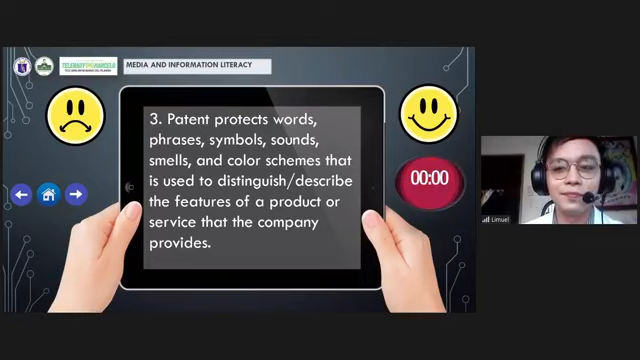 MEDIA AND INFORMATION LITERACY
3. Patent protects words,
phrases, symbols, sounds,
smells, and color schemes that
is used to distinguish/describe
the features of a product or
service that the company
provides.
00:00
Limuel